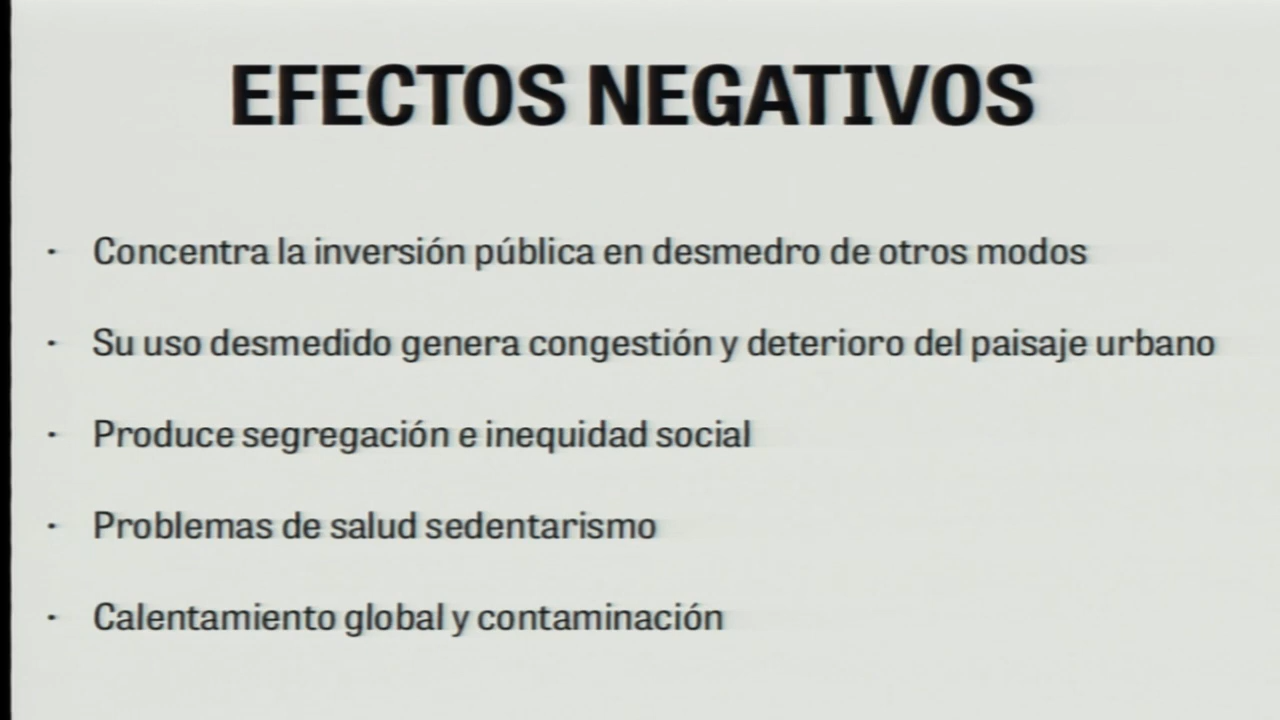 EFECTOS NEGATIVOS
· Concentra la inversión pública en desmedro de otros modos
· Su uso desmedido genera congestión y deterioro del paisaje urbano
· Produce segregación e inequidad social
· Problemas de salud sedentarismo
· Calentamiento global y contaminación